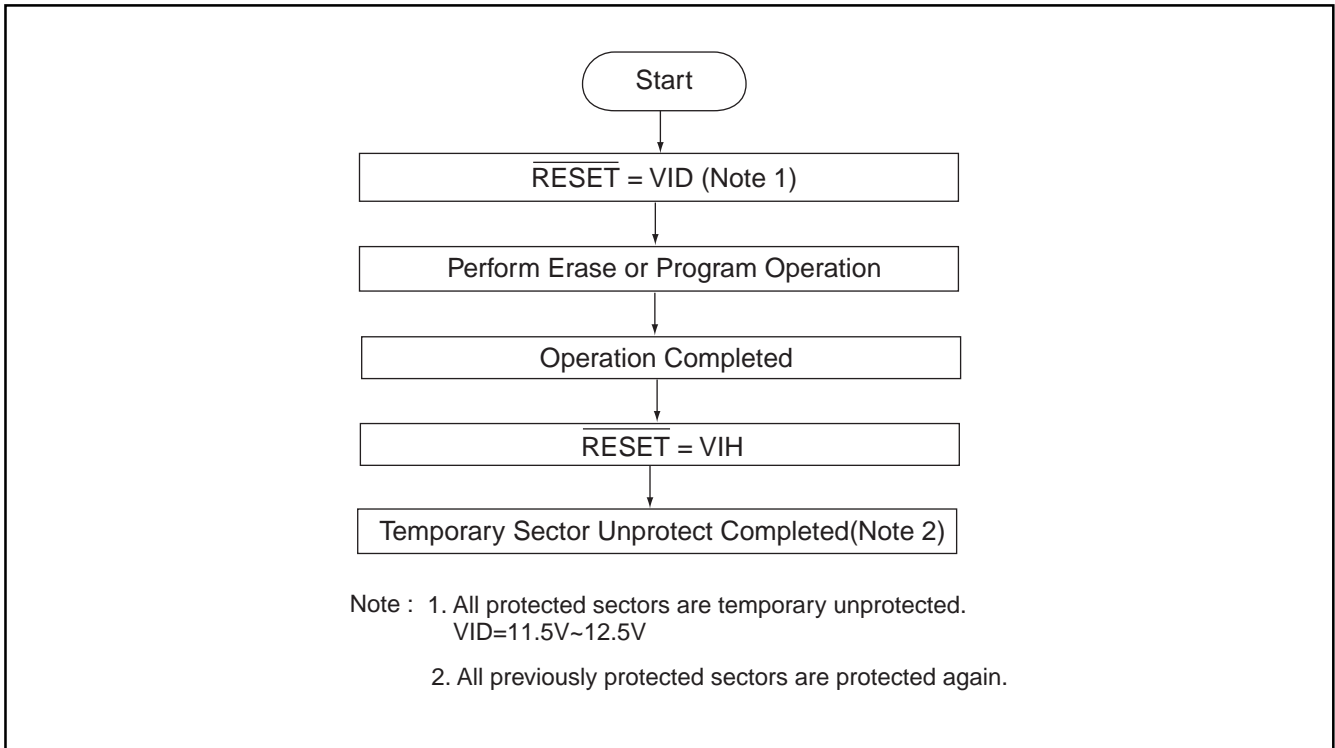 Start
RESET = VID (Note 1)
Perform Erase or Program Operation
Operation Completed
RESET = VIH
Temporary Sector Unprotect Completed(Note 2)
Note : 1. All protected sectors are temporary unprotected.
VID=11.5V~12.5V
2. All previously protected sectors are protected again.